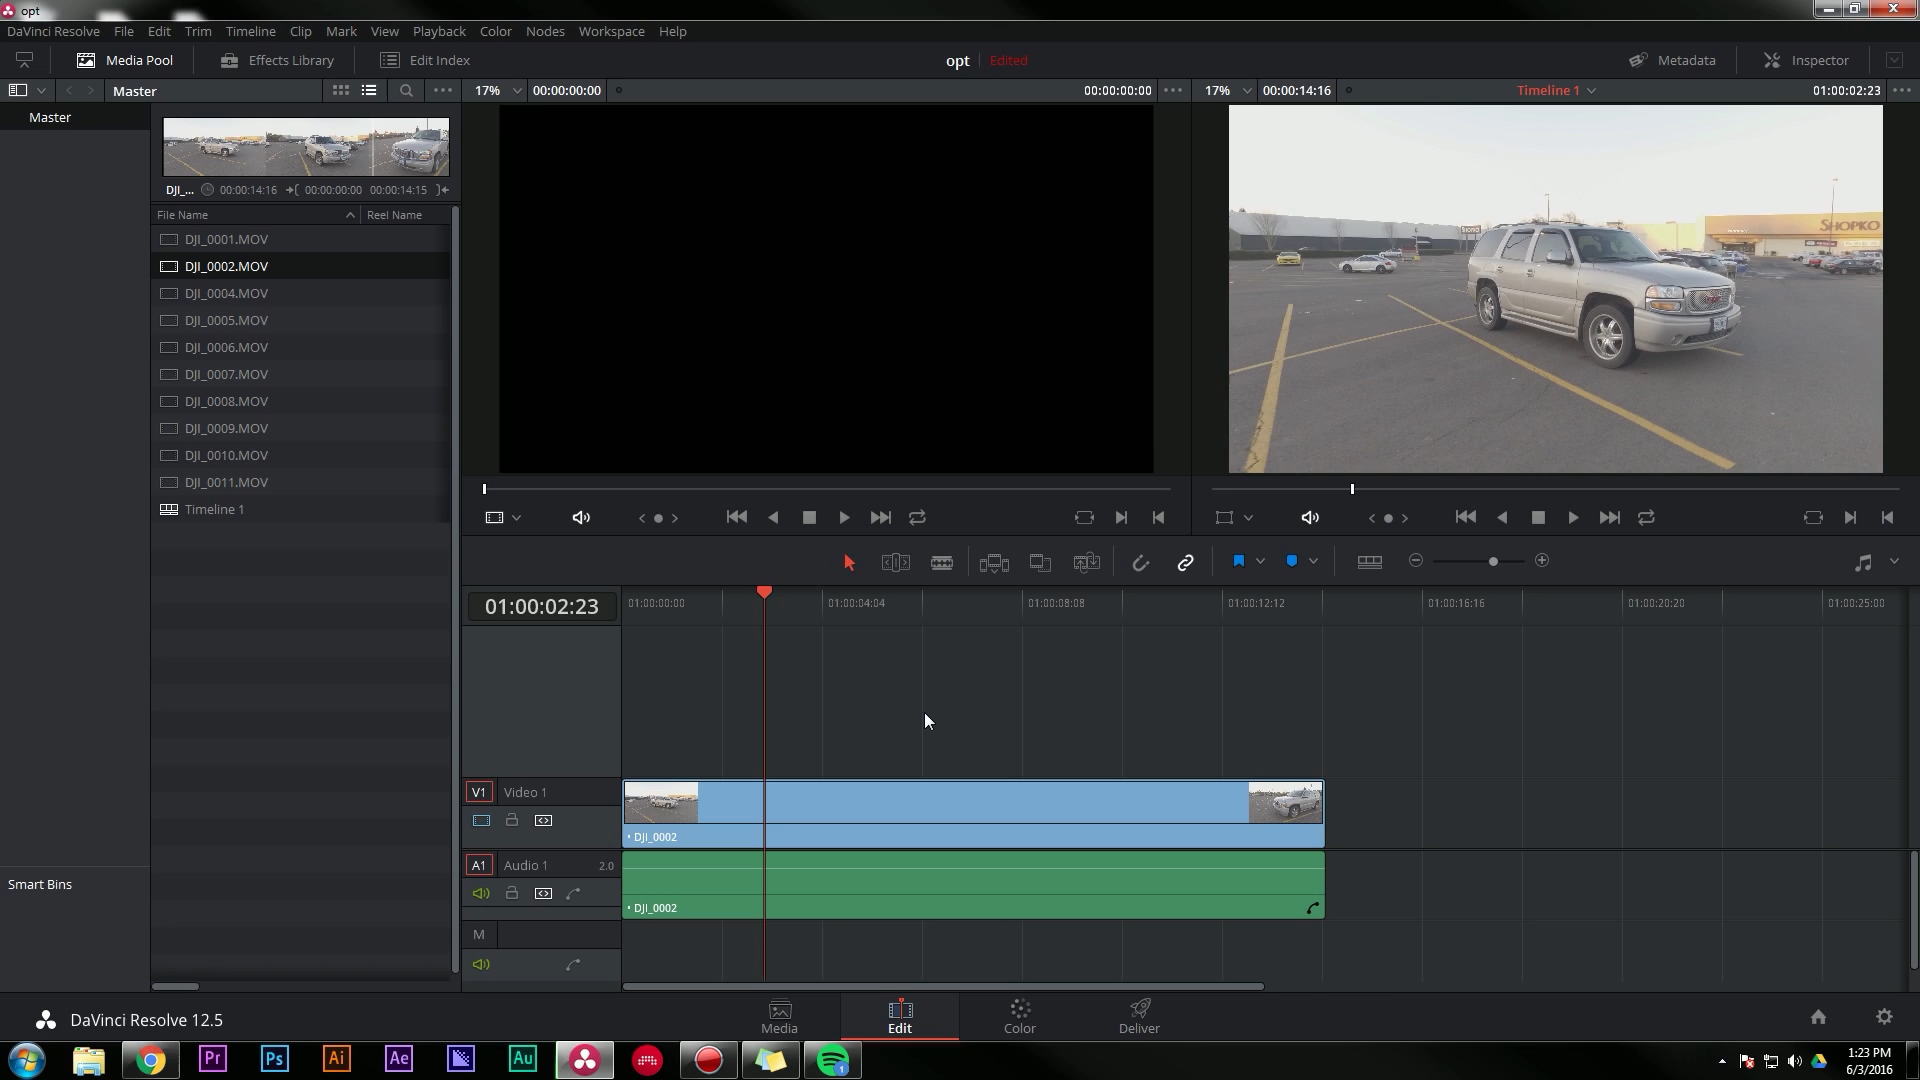 opt
DaVinci Resolve File Edit Trim Timeline Clip Mark View Playback Color Nodes Workspace Help
Media Pool Effects Library Edit Index opt Edited Metadata Inspector
Master 17% 00:00:00:00 00:00:00:00 17% 00:00:14:16 Timeline 1 01:00:02:23
Master
DJI_... 00:00:14:16 00:00:00:00 00:00:14:15
File Name Reel Name
DJI_0001.MOV
DJI_0002.MOV
DJI_0004.MOV
DJI_0005.MOV
DJI_0006.MOV
DJI_0007.MOV
DJI_0008.MOV
DJI_0009.MOV
DJI_0010.MOV
DJI_0011.MOV
Timeline 1
SHOPKO
01:00:02:23 01:00:00:00 01:00:04:04 01:00:08:08 01:00:12:12 01:00:16:16 01:00:20:20 01:00:25:00
V1 Video 1
DJI_0002
A1 Audio 1 2.0
DJI_0002
M
Smart Bins
DaVinci Resolve 12.5
Media Edit Color Deliver
Pr Ps Ai Ae Au 1
1:23 PM
6/3/2016